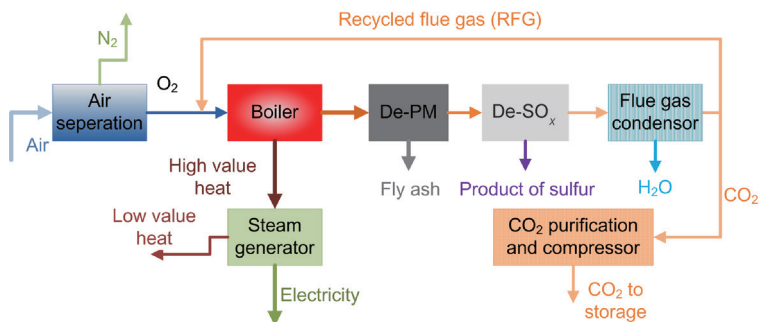 Recycled flue gas (RFG)
N₂
O₂
Air
seperation
Boiler
De-PM
De-SOₓ
Flue gas
condensor
Air
High value
heat
Fly ash
Product of sulfur
H₂O
CO₂
Low value
heat
Steam
generator
CO₂ purification
and compressor
Electricity
CO₂ to
storage